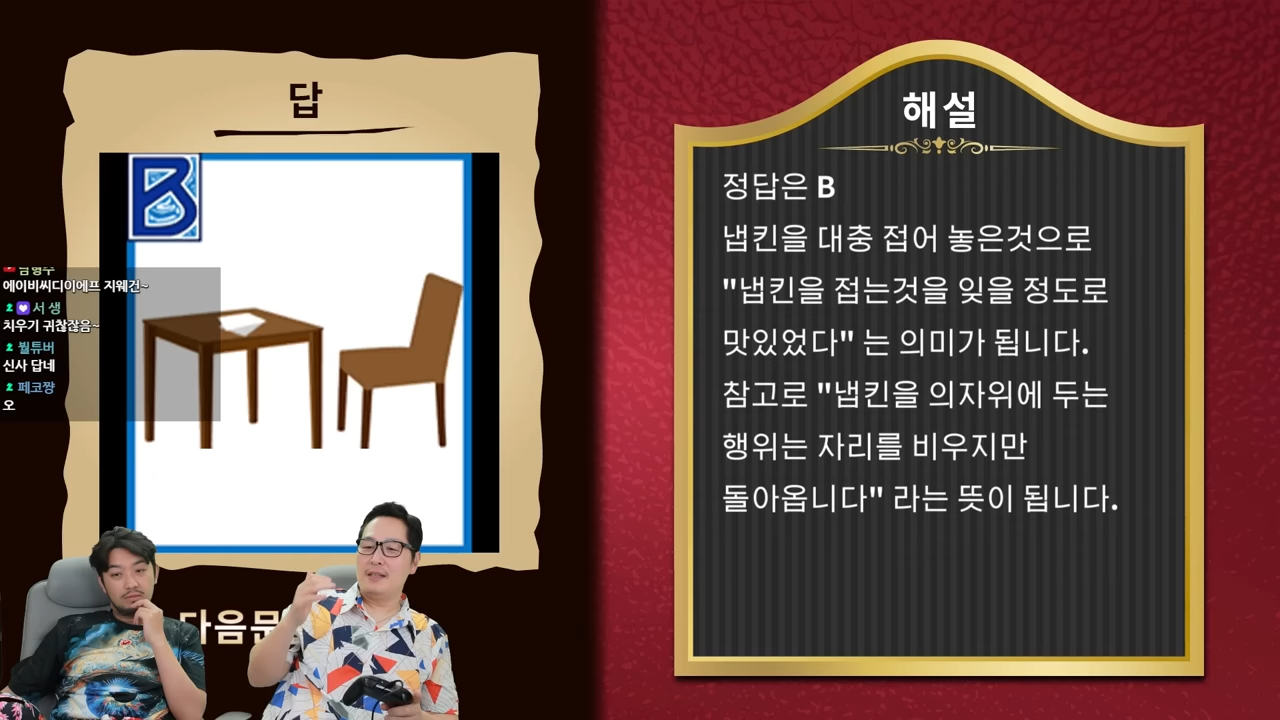 답
B
에이비씨디이에프 지웨건~
서 생
치우기 귀찮잖음~
뷀튜버
신사 답네
페코짱
오
다음문
해설
정답은 B
냅킨을 대충 접어 놓은것으로
"냅킨을 접는것을 잊을 정도로
맛있었다" 는 의미가 됩니다.
참고로 "냅킨을 의자위에 두는
행위는 자리를 비우지만
돌아옵니다" 라는 뜻이 됩니다.